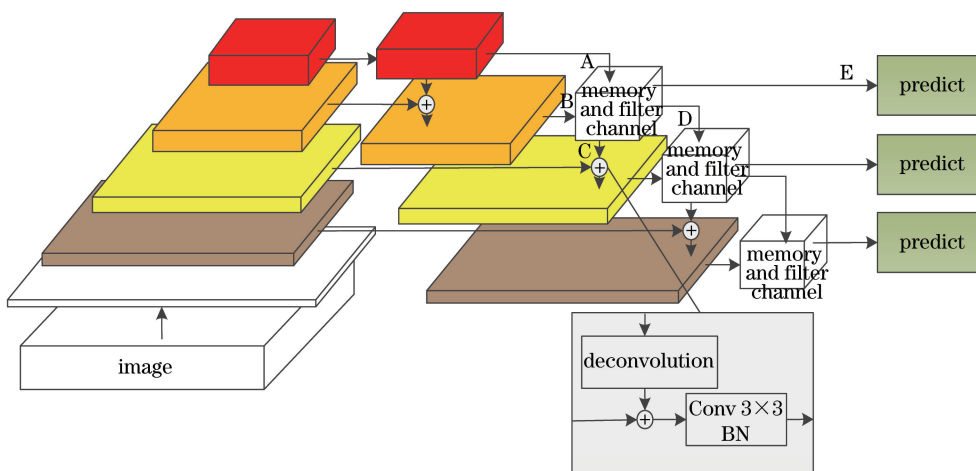 A
E
predict
memory
and filter
channel
B
D
C
memory
and filter
channel
predict
predict
memory
and filter
channel
image
deconvolution
Conv 3×3
BN